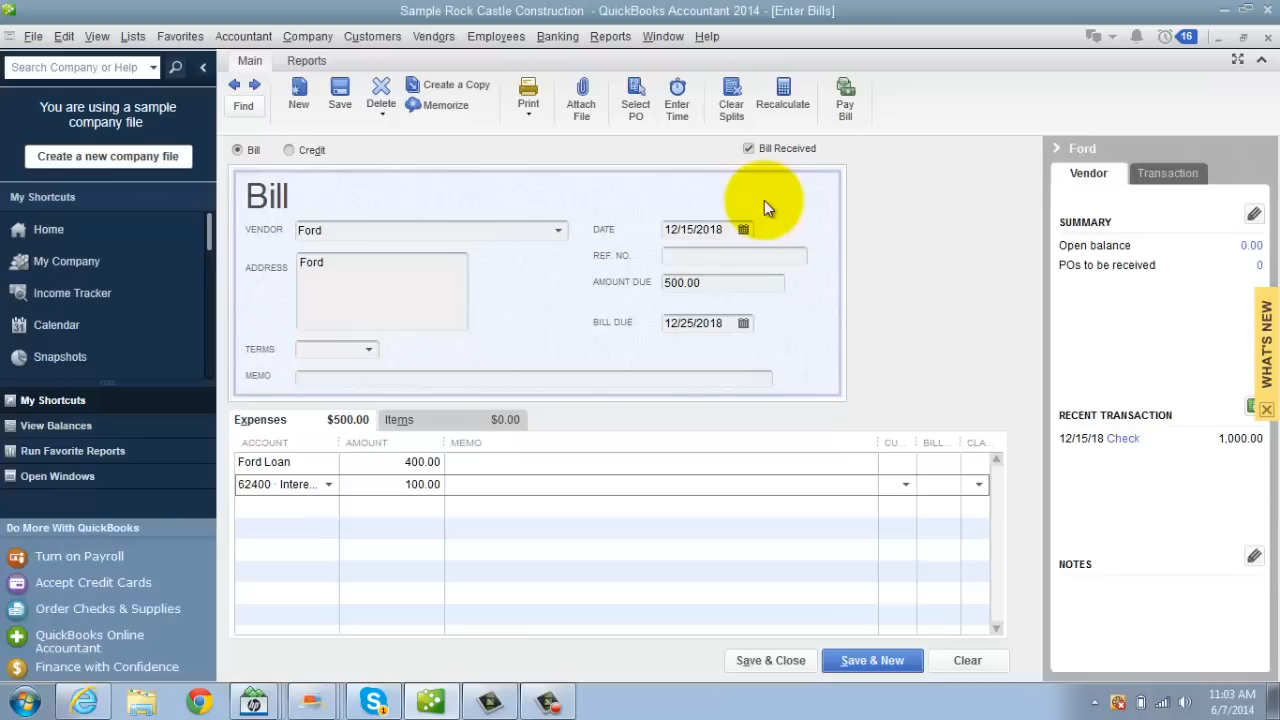 Sample Rock Castle Construction - QuickBooks Accountant 2014 - [Enter Bills]
File Edit View Lists Favorites Accountant Company Customers Vendors Employees Banking Reports Window Help
16
Search Company or Help
Main Reports
Find
New
Save
Delete
Create a Copy
Memorize
Print
Attach File
Select PO
Enter Time
Clear Splits
Recalculate
Pay Bill
You are using a sample
company file
Create a new company file
My Shortcuts
Home
My Company
Income Tracker
Calendar
Snapshots
My Shortcuts
View Balances
Run Favorite Reports
Open Windows
Do More With QuickBooks
Turn on Payroll
Accept Credit Cards
Order Checks & Supplies
QuickBooks Online
Accountant
Finance with Confidence
Bill Credit Bill Received
Bill
VENDOR Ford
DATE 12/15/2018
REF. NO.
ADDRESS Ford
AMOUNT DUE 500.00
BILL DUE 12/25/2018
TERMS
MEMO
Expenses $500.00 Items $0.00
ACCOUNT AMOUNT MEMO CU... BILL... CLA...
Ford Loan 400.00
62400 · Intere... 100.00
Save & Close Save & New Clear
Ford
Vendor Transaction
SUMMARY
Open balance 0.00
POs to be received 0
WHAT'S NEW
RECENT TRANSACTION
12/15/18 Check 1,000.00
NOTES
11:03 AM
6/7/2014